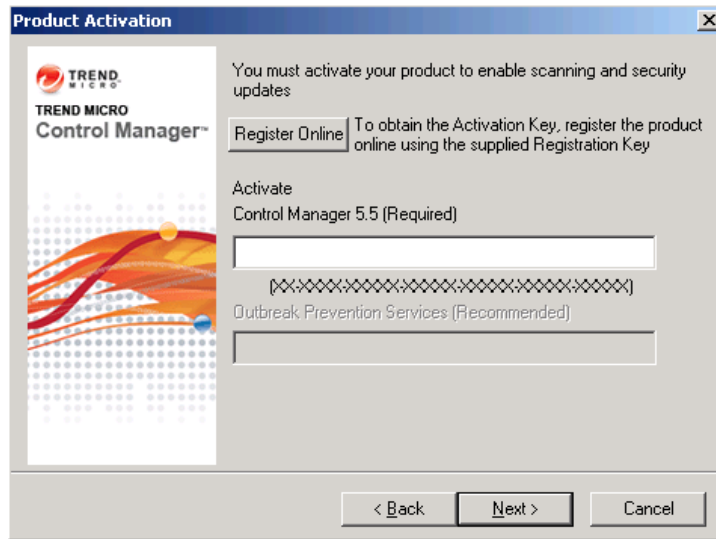 Product Activation
TREND
MICRO
TREND MICRO
Control Manager™
You must activate your product to enable scanning and security
updates
Register Online
To obtain the Activation Key, register the product
online using the supplied Registration Key
Activate
Control Manager 5.5 (Required)
(XX-XXXX-XXXXX-XXXXX-XXXXX-XXXXX-XXXXX)
Outbreak Prevention Services (Recommended)
< Back
Next >
Cancel